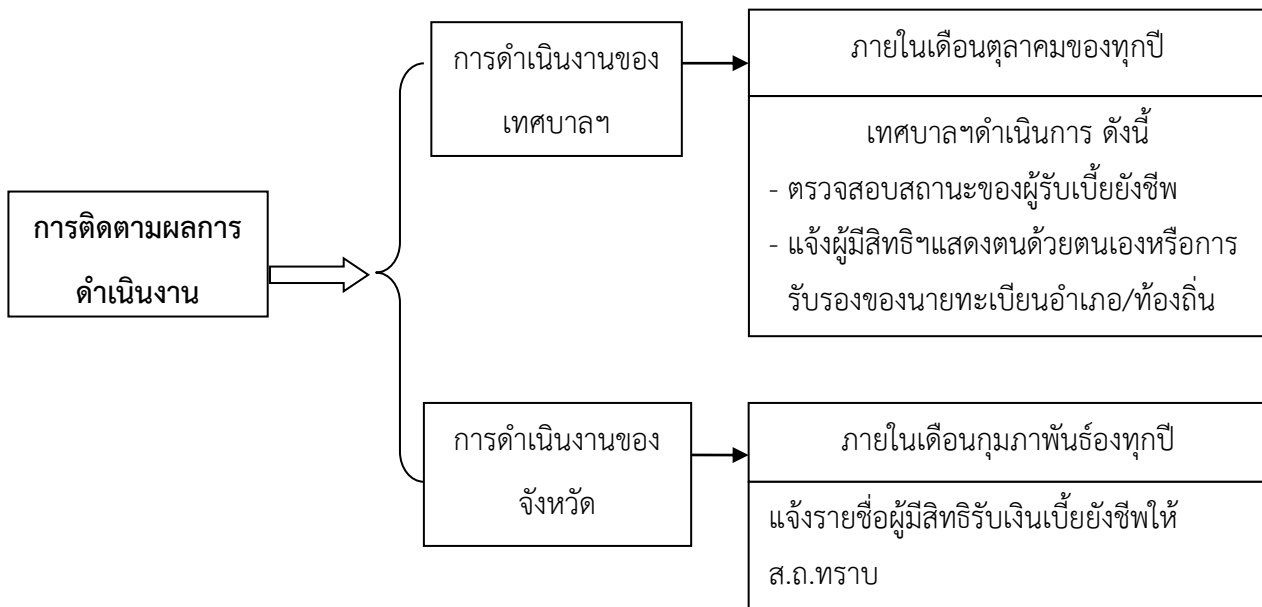 การติดตามผลการ
ดำเนินงาน
การดำเนินงานของ
เทศบาลฯ
ภายในเดือนตุลาคมของทุกปี
เทศบาลฯดำเนินการ ดังนี้
- ตรวจสอบสถานะของผู้รับเบี้ยยังชีพ
- แจ้งผู้มีสิทธิฯแสดงตนด้วยตนเองหรือการ
รับรองของนายทะเบียนอำเภอ/ท้องถิ่น
การดำเนินงานของ
จังหวัด
ภายในเดือนกุมภาพันธ์องทุกปี
แจ้งรายชื่อผู้มีสิทธิรับเงินเบี้ยยังชีพให้
ส.ถ.ทราบ